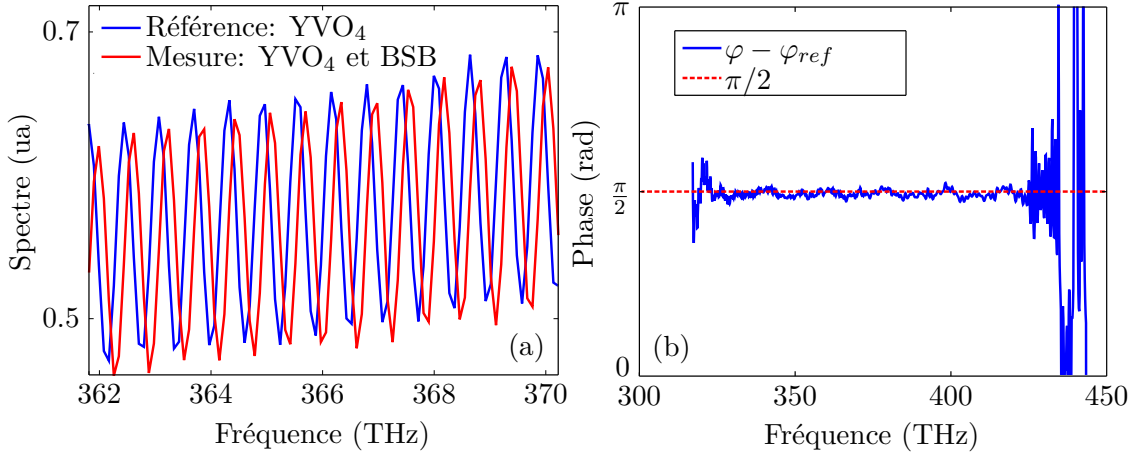 0.7
0.5
Spectre (ua)
Référence: YVO₄
Mesure: YVO₄ et BSB
(a)
362 364 366 368 370
Fréquence (THz)
π
π/2
0
Phase (rad)
φ − φ_ref
π/2
(b)
300 350 400 450
Fréquence (THz)